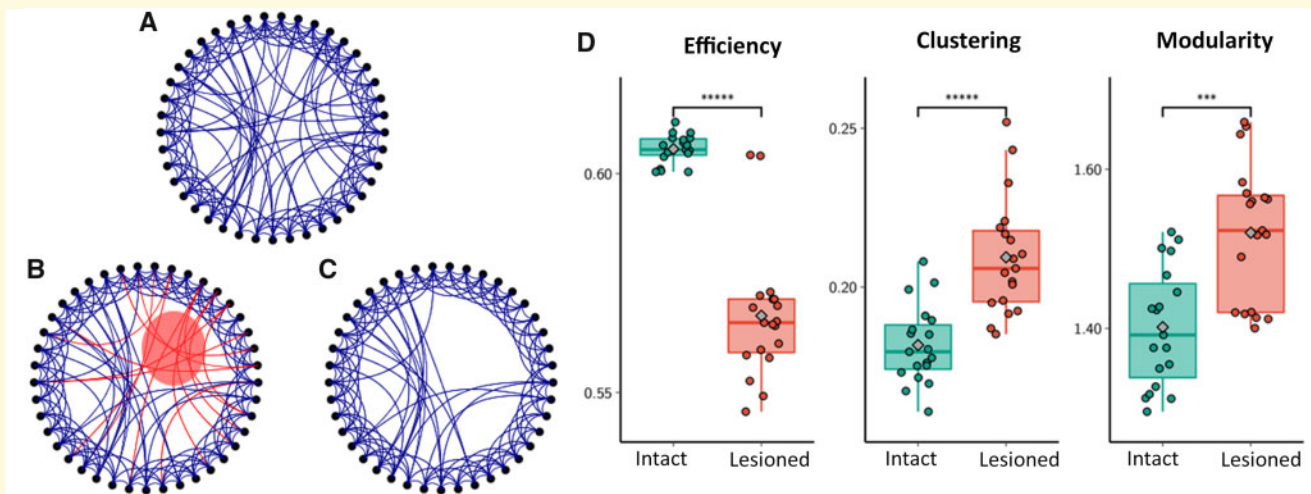 A
B
C
D
Efficiency
Clustering
Modularity
*****
*****
***
0.60
0.55
0.25
0.20
1.60
1.40
Intact
Lesioned
Intact
Lesioned
Intact
Lesioned